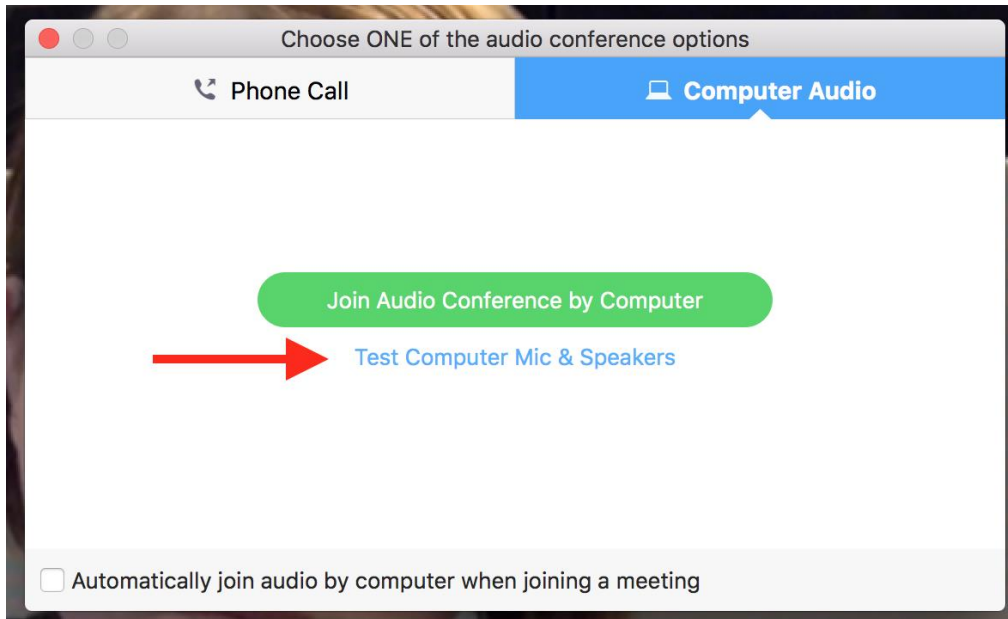 Choose ONE of the audio conference options
Phone Call
Computer Audio
Join Audio Conference by Computer
Test Computer Mic & Speakers
Automatically join audio by computer when joining a meeting